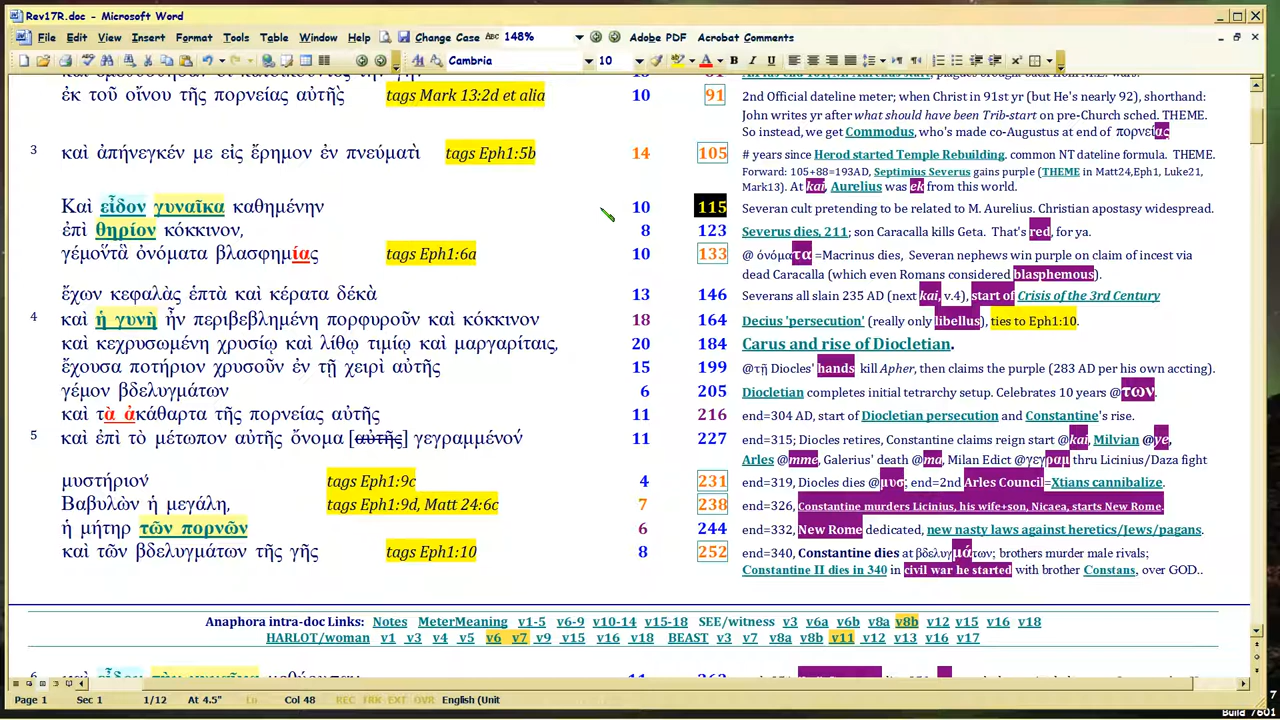 Rev17R.doc - Microsoft Word
File Edit View Insert Format Tools Table Window Help Change Case 148% Adobe PDF Acrobat Comments
Cambria 10
ἐκ τοῦ οἴνου τῆς πορνείας αὐτῆς tags Mark 13:2d et alia 10 91 2nd Official dateline meter; when Christ in 91st yr (but He's nearly 92), shorthand:
John writes yr after what should have been Trib-start on pre-Church sched. THEME.
So instead, we get Commodus, who's made co-Augustus at end of πορνείας
3 καὶ ἀπήνεγκέν με εἰς ἔρημον ἐν πνεύματὶ tags Eph1:5b 14 105 # years since Herod started Temple Rebuilding. common NT dateline formula. THEME.
Forward: 105+88=193AD, Septimius Severus gains purple (THEME in Matt24,Eph1, Luke21,
Mark13). At kai, Aurelius was ek from this world.
Καὶ εἶδον γυναῖκα καθημένην 10 115 Severan cult pretending to be related to M. Aurelius. Christian apostasy widespread.
ἐπὶ θηρίον κόκκινον, 8 123 Severus dies, 211; son Caracalla kills Geta. That's red, for ya.
γέμοντὰ ὀνόματα βλασφημίας tags Eph1:6a 10 133 @ ὀνόματα =Macrinus dies, Severan nephews win purple on claim of incest via
dead Caracalla (which even Romans considered blasphemous).
ἔχων κεφαλὰς ἑπτὰ καὶ κέρατα δέκὰ 13 146 Severans all slain 235 AD (next kai, v.4), start of Crisis of the 3rd Century
4 καὶ ἡ γυνὴ ἦν περιβεβλημένη πορφυροῦν καὶ κόκκινον 18 164 Decius 'persecution' (really only libellus), ties to Eph1:10.
καὶ κεχρυσωμένη χρυσίῳ καὶ λίθῳ τιμίῳ καὶ μαργαρίταις, 20 184 Carus and rise of Diocletian.
ἔχουσα ποτήριον χρυσοῦν ἐν τῇ χειρὶ αὐτῆς 15 199 @τῇ Diocles' hands kill Apher, then claims the purple (283 AD per his own accting).
γέμον βδελυγμάτων 6 205 Diocletian completes initial tetrarchy setup. Celebrates 10 years @των.
καὶ τὰ ἀκάθαρτα τῆς πορνείας αὐτῆς 11 216 end=304 AD, start of Diocletian persecution and Constantine's rise.
5 καὶ ἐπὶ τὸ μέτωπον αὐτῆς ὄνομα [αὐτῆς] γεγραμμένον 11 227 end=315; Diocles retires, Constantine claims reign start @kai, Milvian @ye,
Arles @mme, Galerius' death @ma, Milan Edict @γεγραμ thru Licinius/Daza fight
μυστήριον tags Eph1:9c 4 231 end=319, Diocles dies @μυσ; end=2nd Arles Council=Xtians cannibalize.
Βαβυλὼν ἡ μεγάλη, tags Eph1:9d, Matt 24:6c 7 238 end=326, Constantine murders Licinius, his wife+son, Nicaea, starts New Rome.
ἡ μήτηρ τῶν πορνῶν 6 244 end=332, New Rome dedicated, new nasty laws against heretics/Jews/pagans.
καὶ τῶν βδελυγμάτων τῆς γῆς tags Eph1:10 8 252 end=340, Constantine dies at βδελυγμάτων; brothers murder male rivals;
Constantine II dies in 340 in civil war he started with brother Constans, over GOD..
Anaphora intra-doc Links: Notes MeterMeaning v1-5 v6-9 v10-14 v15-18 SEE/witness v3 v6a v6b v8a v8b v12 v15 v16 v18
HARLOT/woman v1 v3 v4 v5 v6 v7 v9 v15 v16 v18 BEAST v3 v7 v8a v8b v11 v12 v13 v16 v17
Page 1 Sec 1 1/12 At 4.5" Ln Col 48 REC TRK EXT OVR English (Unit
7
Build 7601